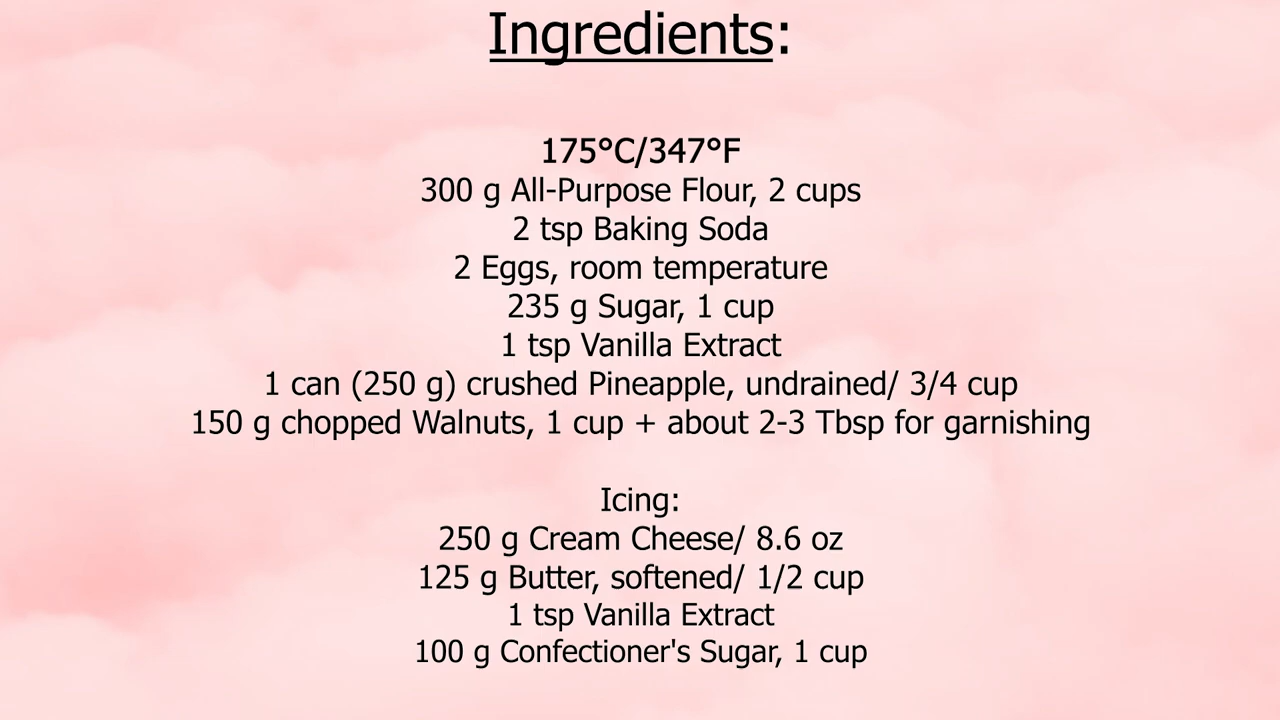 Ingredients:
175°C/347°F
300 g All-Purpose Flour, 2 cups
2 tsp Baking Soda
2 Eggs, room temperature
235 g Sugar, 1 cup
1 tsp Vanilla Extract
1 can (250 g) crushed Pineapple, undrained/ 3/4 cup
150 g chopped Walnuts, 1 cup + about 2-3 Tbsp for garnishing
Icing:
250 g Cream Cheese/ 8.6 oz
125 g Butter, softened/ 1/2 cup
1 tsp Vanilla Extract
100 g Confectioner's Sugar, 1 cup